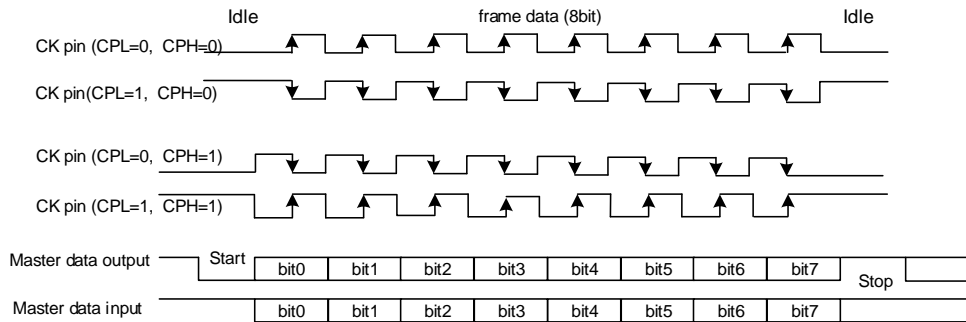 Idle frame data (8bit) Idle
CK pin (CPL=0, CPH=0)
CK pin(CPL=1, CPH=0)
CK pin (CPL=0, CPH=1)
CK pin (CPL=1, CPH=1)
Master data output Start bit0 bit1 bit2 bit3 bit4 bit5 bit6 bit7 Stop
Master data input bit0 bit1 bit2 bit3 bit4 bit5 bit6 bit7